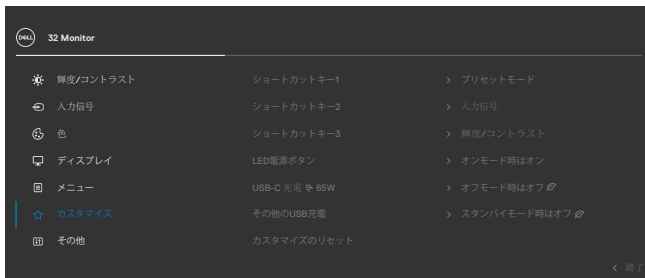 DELL
32 Monitor
輝度/コントラスト
ショートカットキー1
プリセットモード
入力信号
ショートカットキー2
入力信号
色
ショートカットキー3
輝度/コントラスト
ディスプレイ
LED電源ボタン
オンモード時はオン
メニュー
USB-C 充電 65W
オフモード時はオフ
カスタマイズ
その他のUSB充電
スタンバイモード時はオフ
その他
カスタマイズのリセット
終了